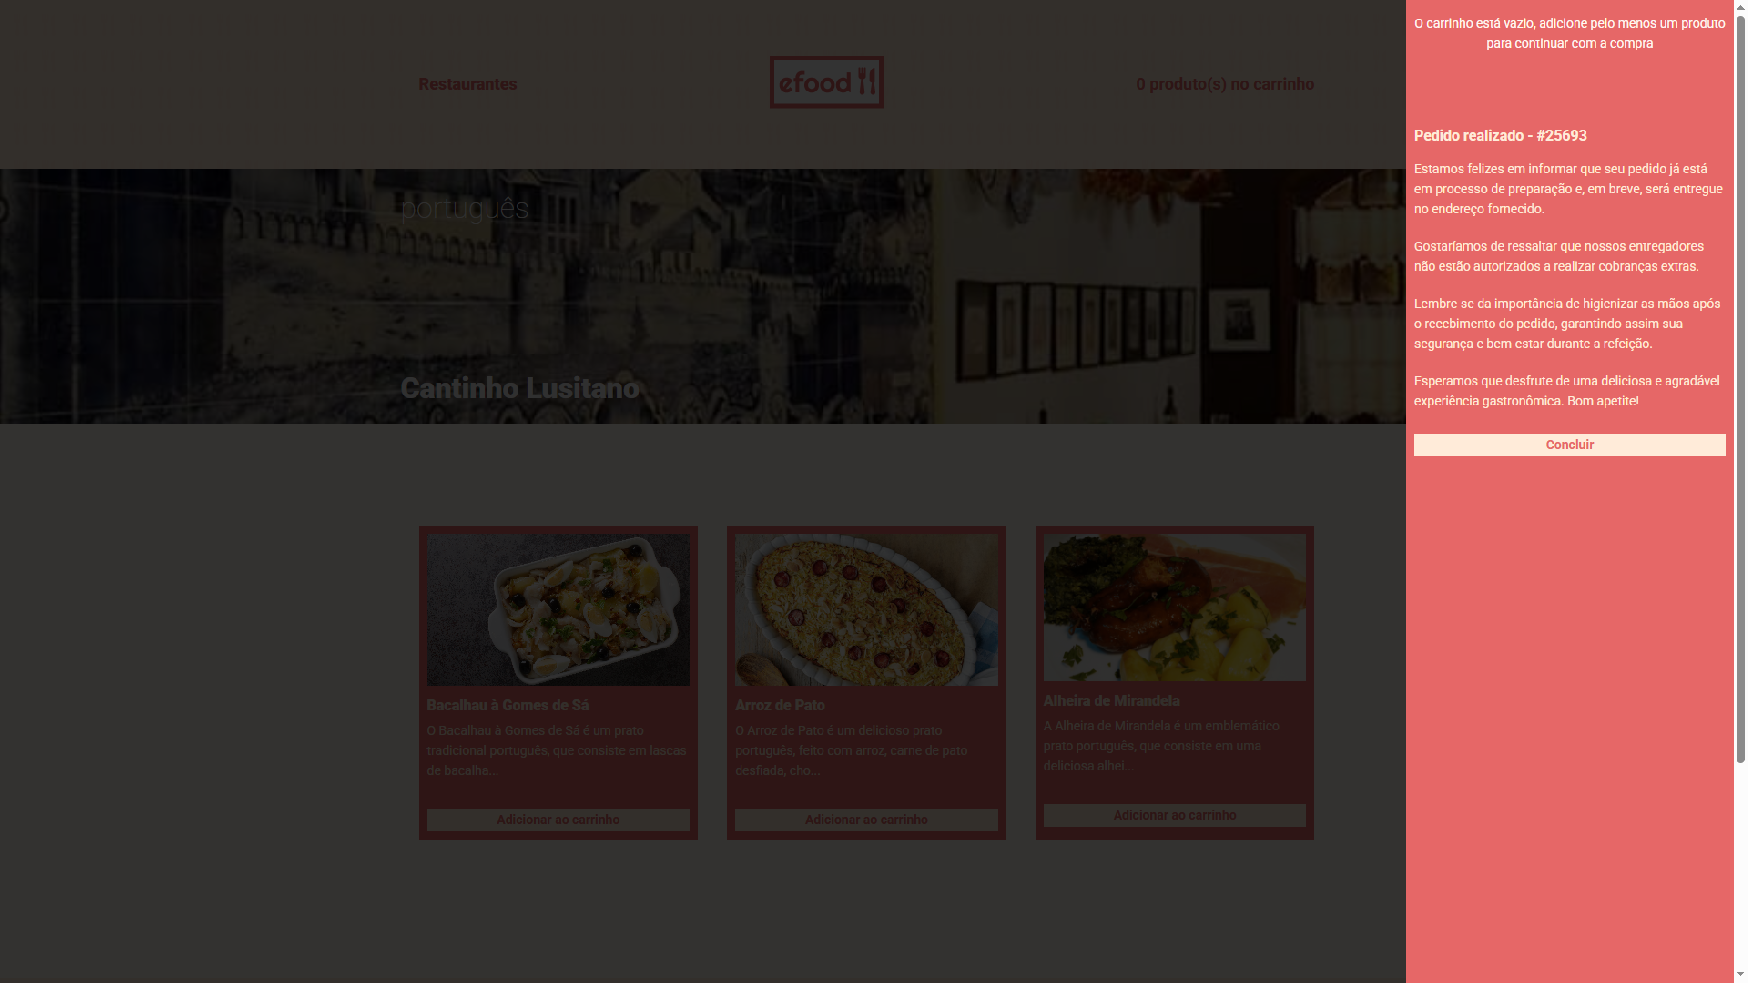 Restaurantes
efood
0 produto(s) no carrinho
português
Cantinho Lusitano
Bacalhau à Gomes de Sá
O Bacalhau à Gomes de Sá é um prato
tradicional português, que consiste em lascas
de bacalha...
Adicionar ao carrinho
Arroz de Pato
O Arroz de Pato é um delicioso prato
português, feito com arroz, carne de pato
desfiada, cho...
Adicionar ao carrinho
Alheira de Mirandela
A Alheira de Mirandela é um emblemático
prato português, que consiste em uma
deliciosa alhei...
Adicionar ao carrinho
O carrinho está vazio, adicione pelo menos um produto
para continuar com a compra
Pedido realizado - #25693
Estamos felizes em informar que seu pedido já está
em processo de preparação e, em breve, será entregue
no endereço fornecido.
Gostaríamos de ressaltar que nossos entregadores
não estão autorizados a realizar cobranças extras.
Lembre-se da importância de higienizar as mãos após
o recebimento do pedido, garantindo assim sua
segurança e bem-estar durante a refeição.
Esperamos que desfrute de uma deliciosa e agradável
experiência gastronômica. Bom apetite!
Concluir